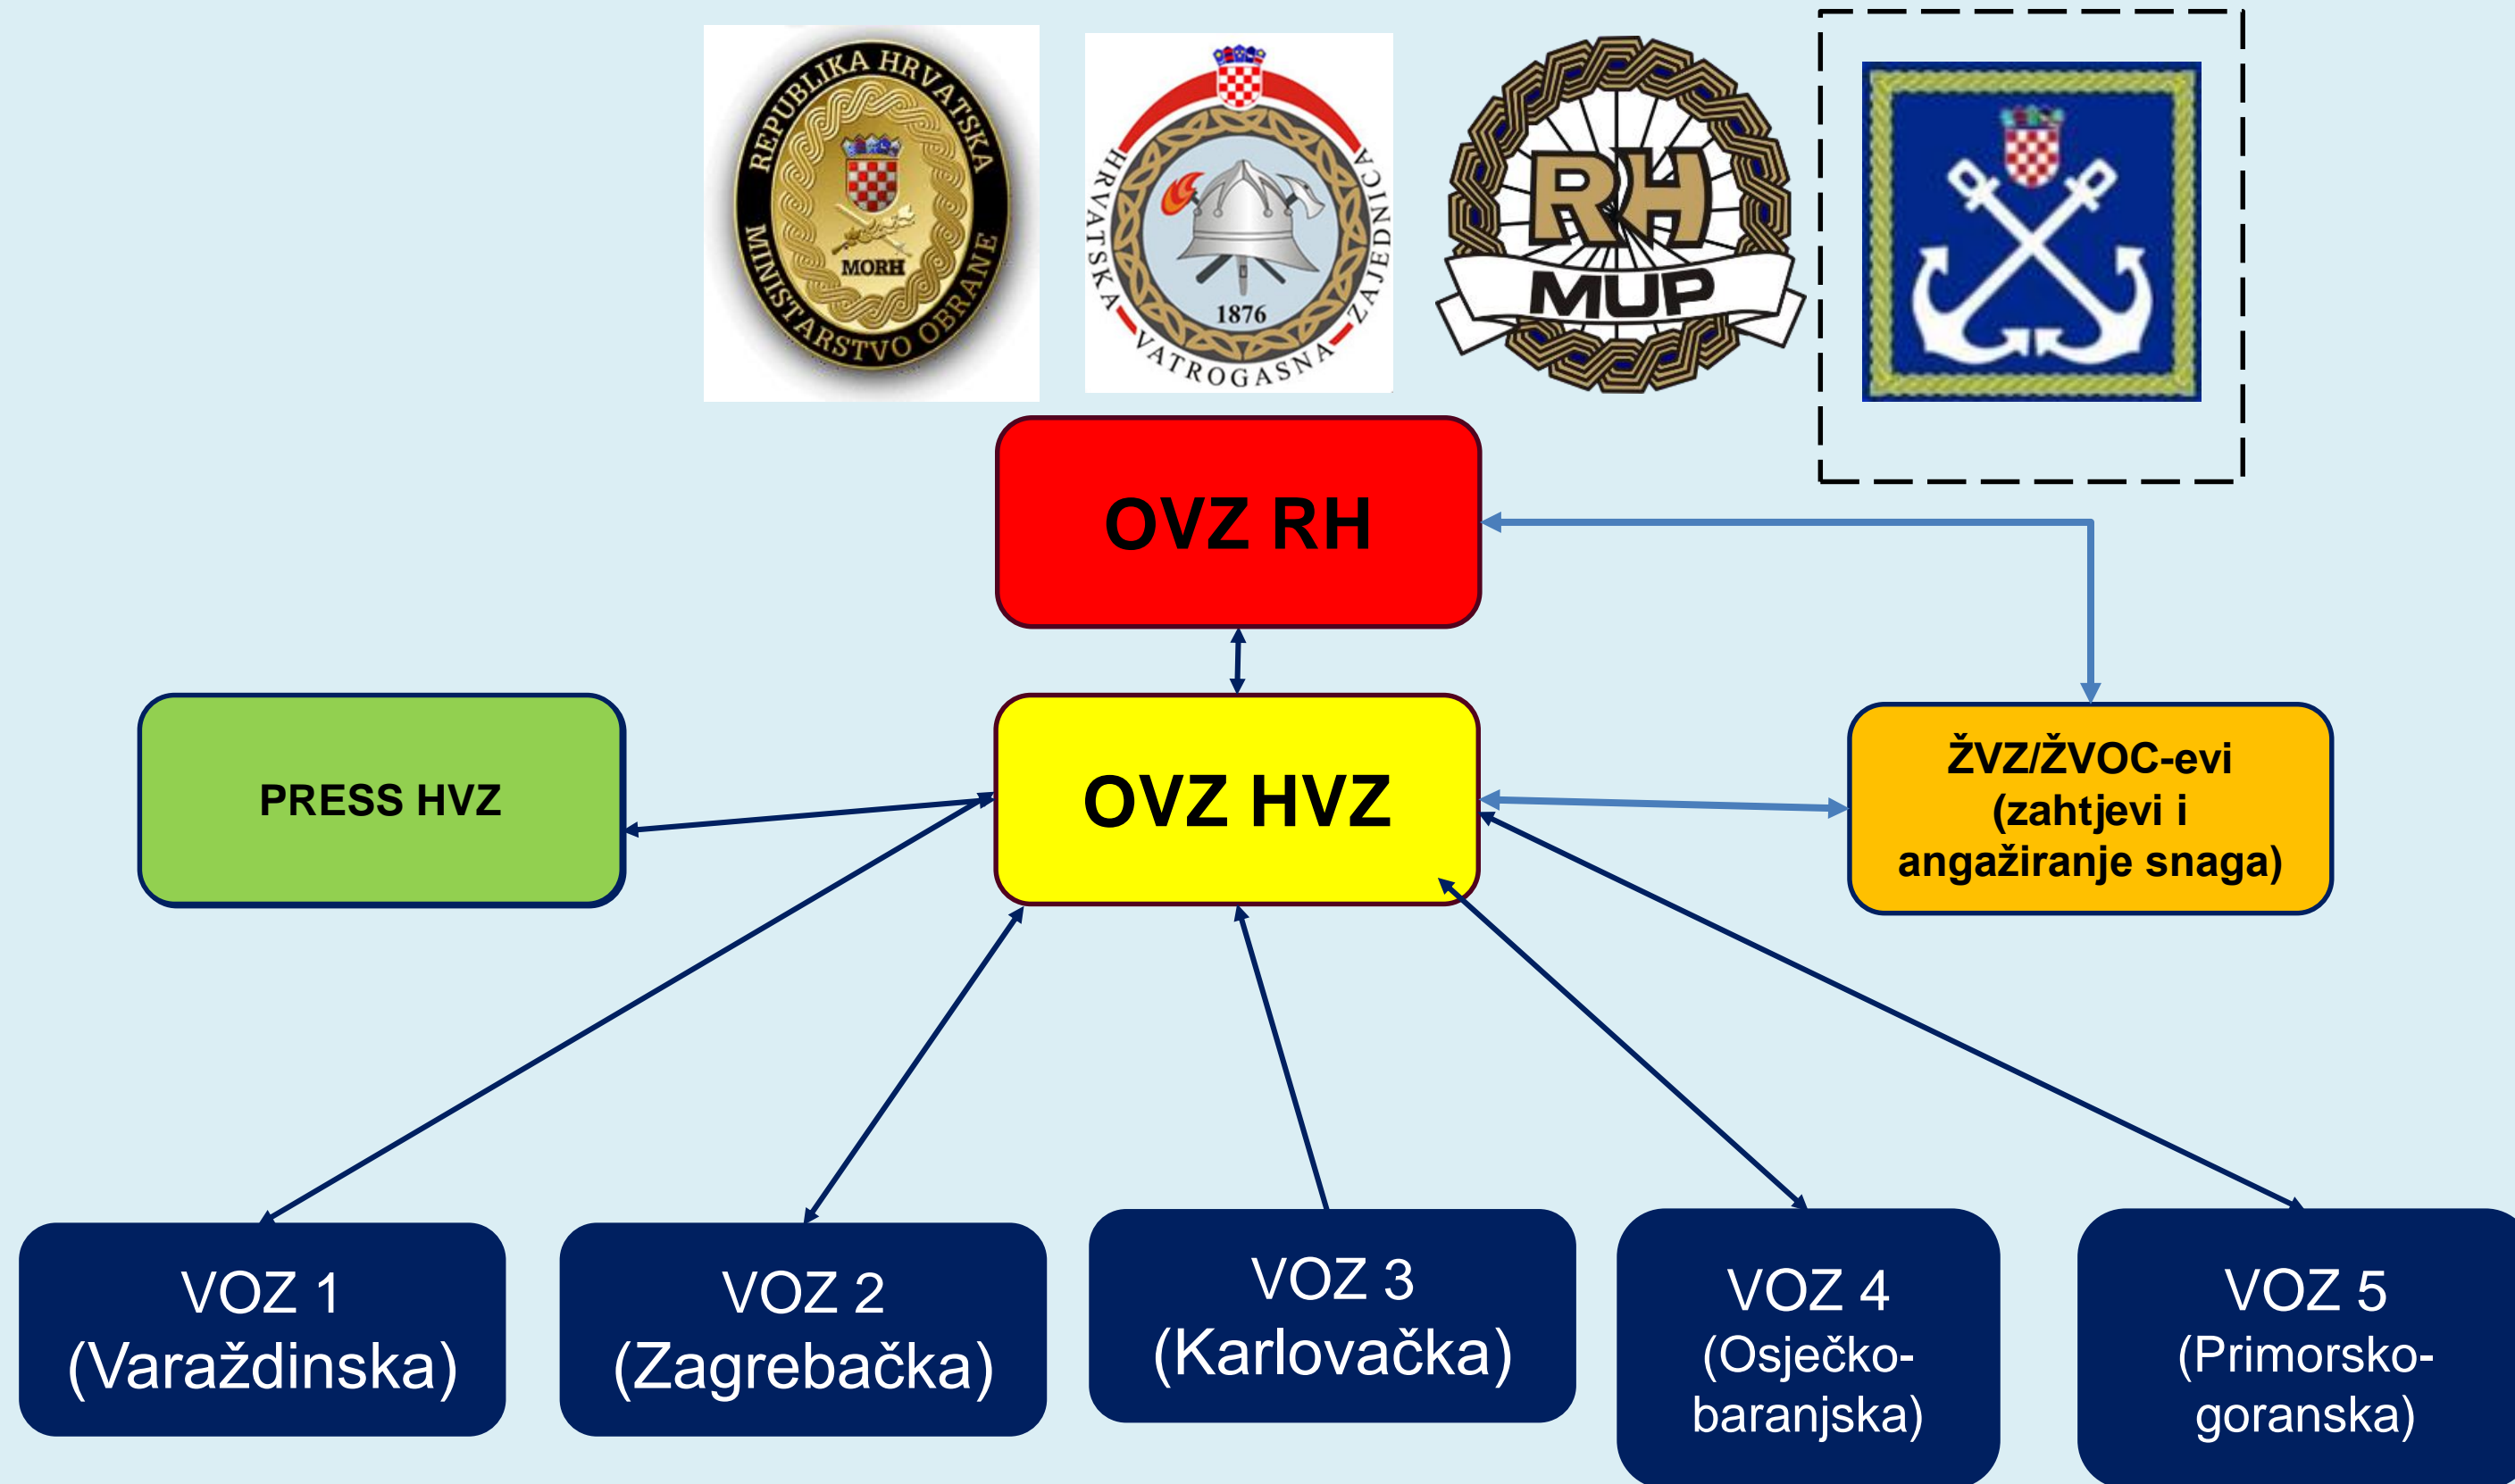 REPUBLIKA HRVATSKA
MINISTARSTVO OBRANE
MORH
HRVATSKA VATROGASNA ZAJEDNICA
1876
RH
MUP
OVZ RH
PRESS HVZ
OVZ HVZ
ŽVZ/ŽVOC-evi
(zahtjevi i
angažiranje snaga)
VOZ 1
(Varaždinska)
VOZ 2
(Zagrebačka)
VOZ 3
(Karlovačka)
VOZ 4
(Osječko-
baranjska)
VOZ 5
(Primorsko-
goranska)